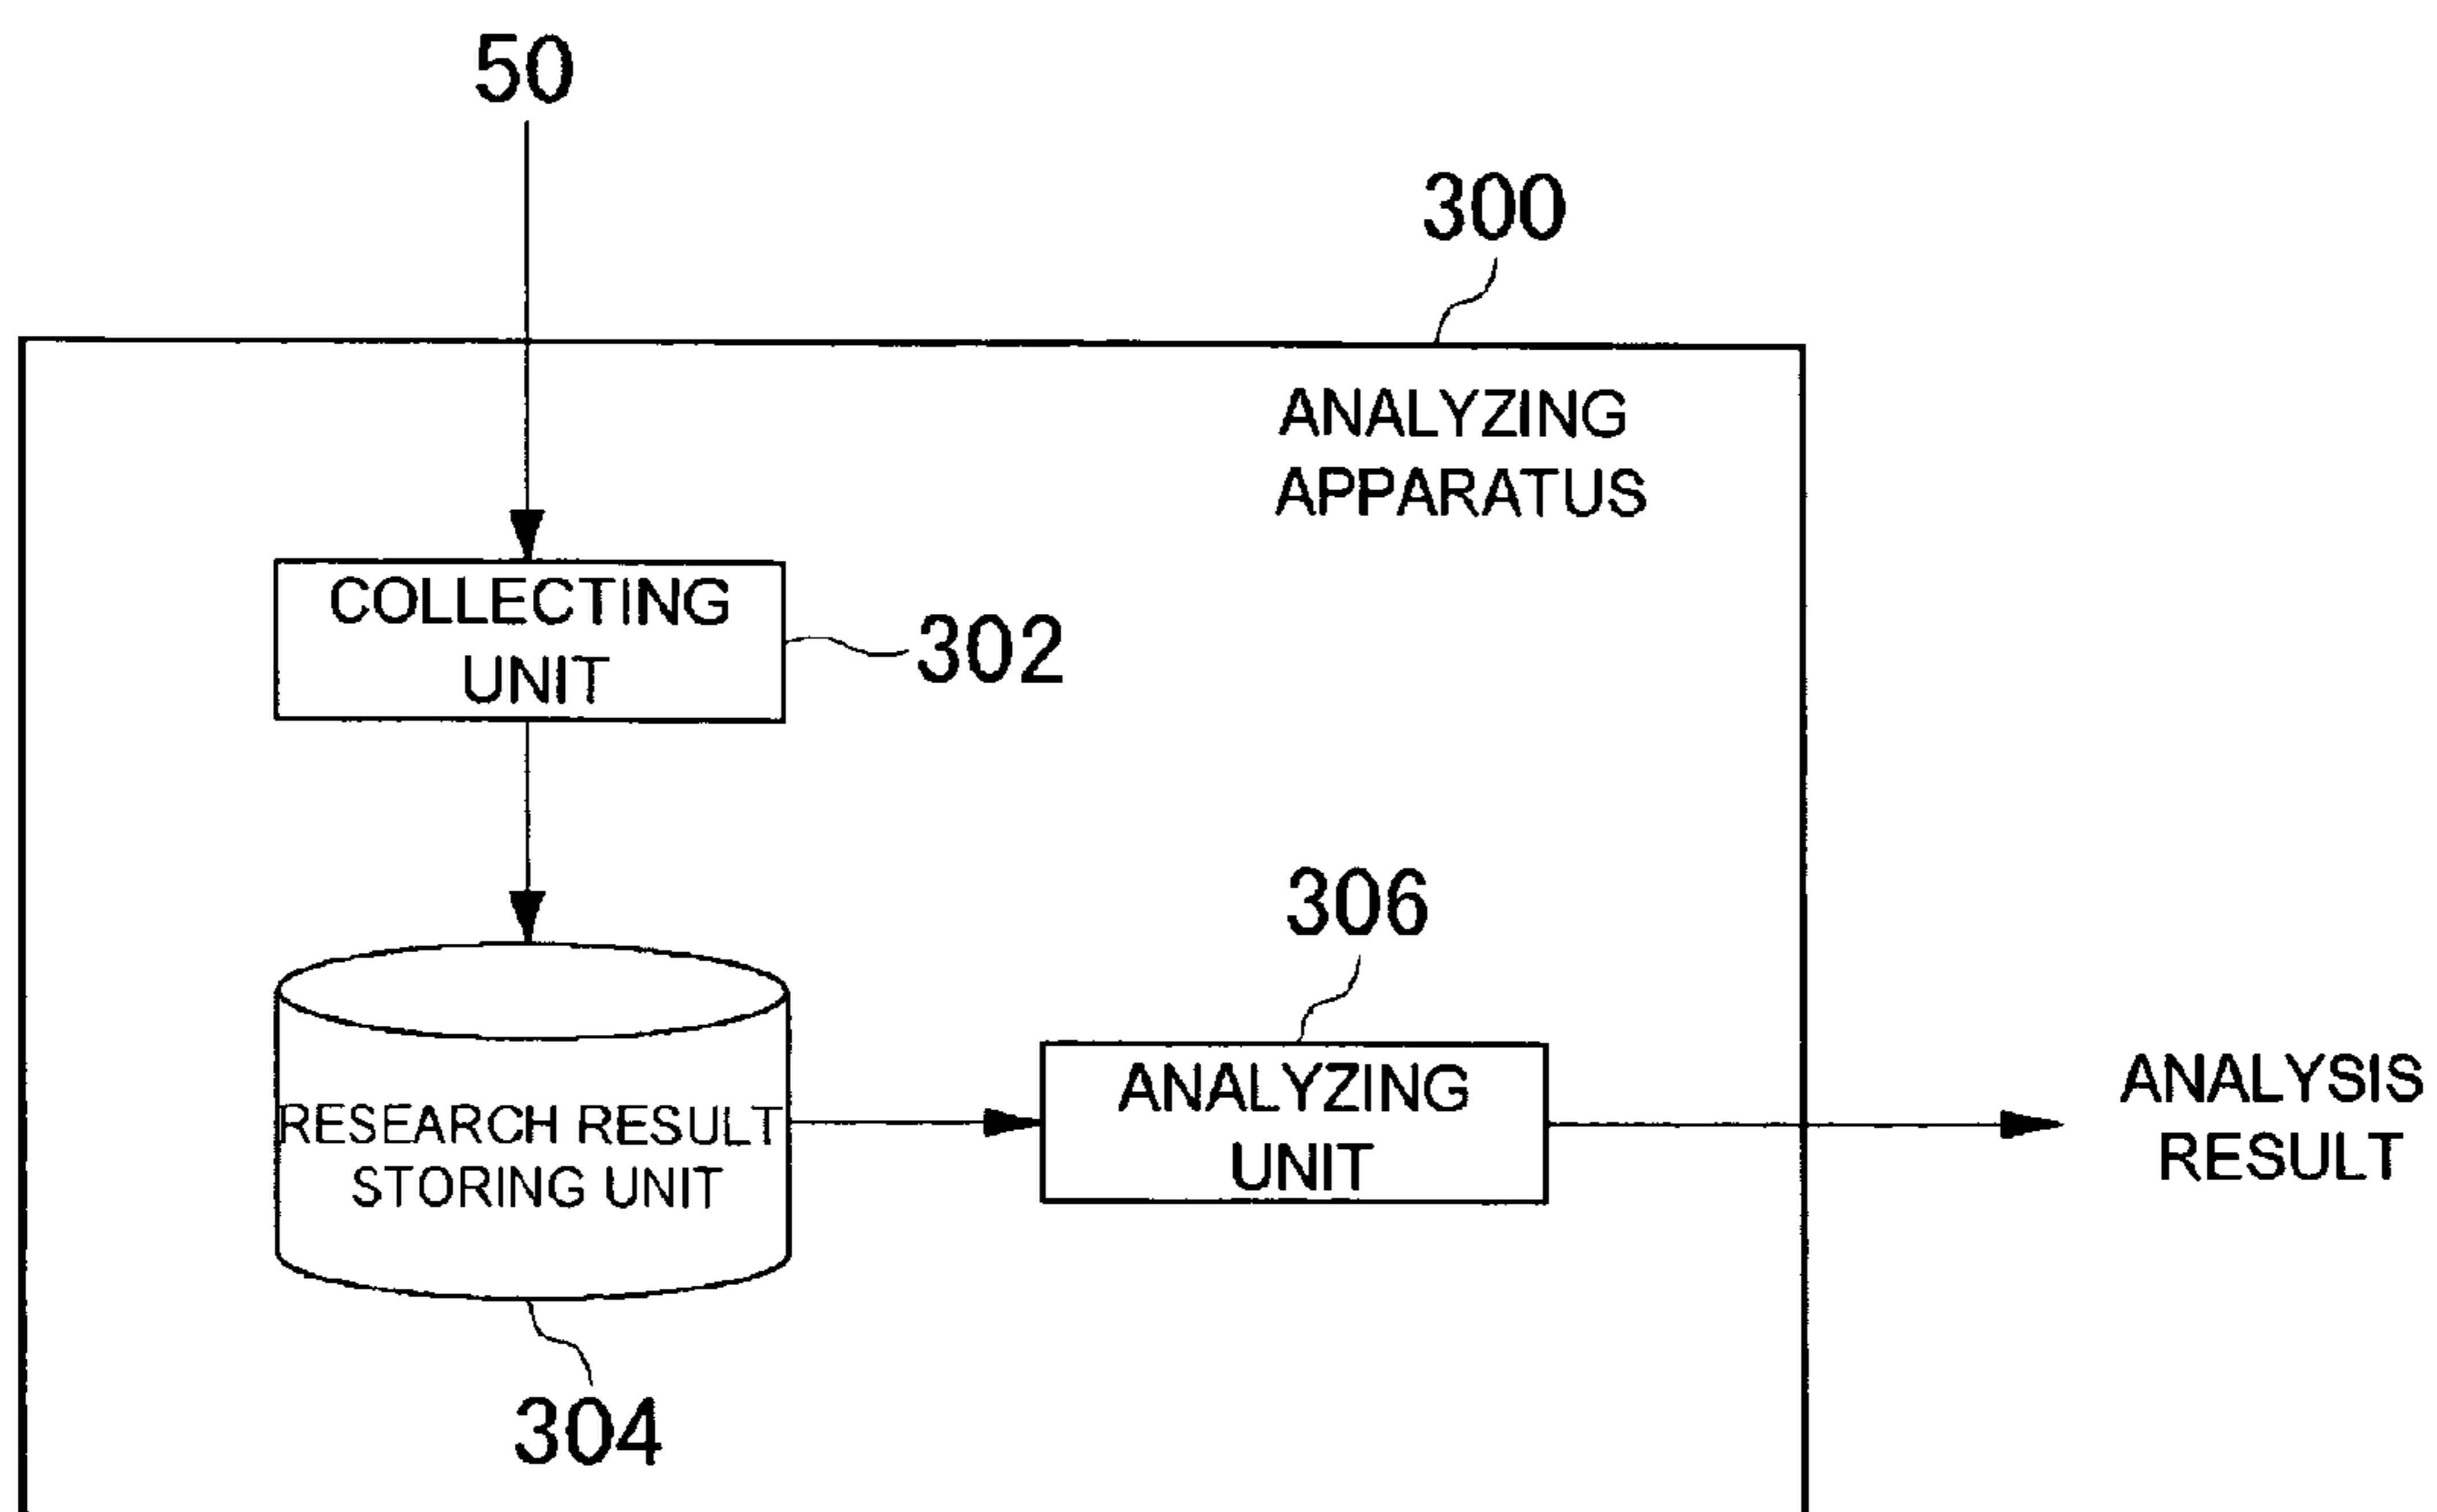 50
300
ANALYZING
APPARATUS
COLLECTING
UNIT
302
306
RESEARCH RESULT
STORING UNIT
ANALYZING
UNIT
ANALYSIS
RESULT
304